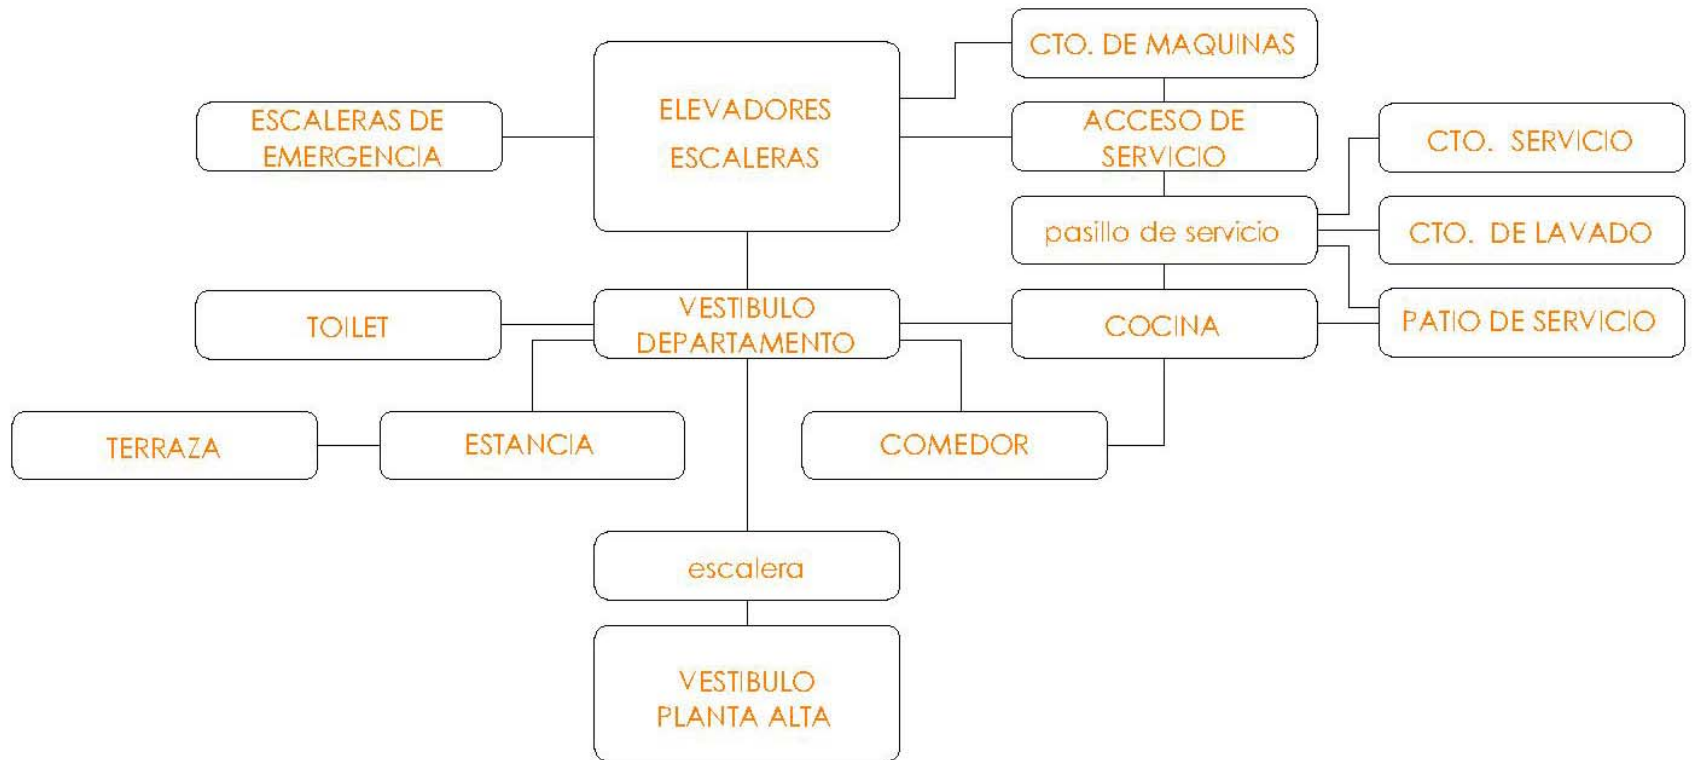 CTO. DE MAQUINAS
ELEVADORES
ESCALERAS
ESCALERAS DE
EMERGENCIA
ACCESO DE
SERVICIO
CTO. SERVICIO
pasillo de servicio
CTO. DE LAVADO
TOILET
VESTIBULO
DEPARTAMENTO
COCINA
PATIO DE SERVICIO
TERRAZA
ESTANCIA
COMEDOR
escalera
VESTIBULO
PLANTA ALTA